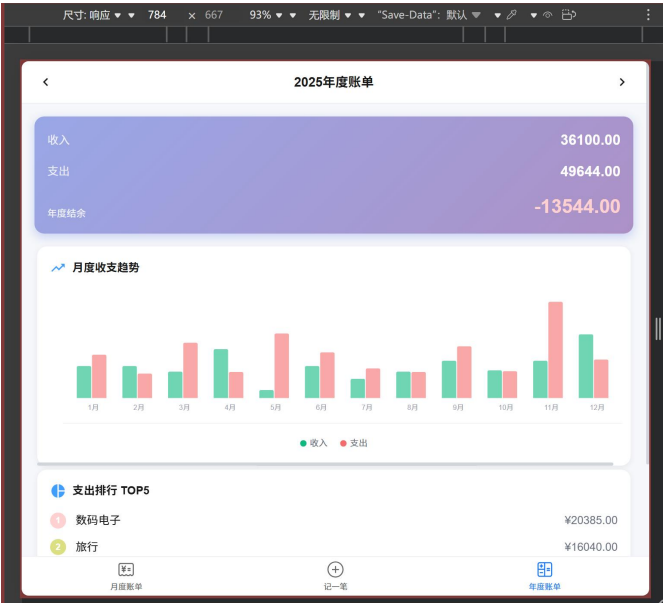 尺寸: 响应 784 × 667 93% 无限制 "Save-Data": 默认
2025年度账单
收入 36100.00
支出 49644.00
年度结余 -13544.00
月度收支趋势
1月 2月 3月 4月 5月 6月 7月 8月 9月 10月 11月 12月
收入 支出
支出排行 TOP5
1 数码电子 ¥20385.00
2 旅行 ¥16040.00
月度账单 记一笔 年度账单